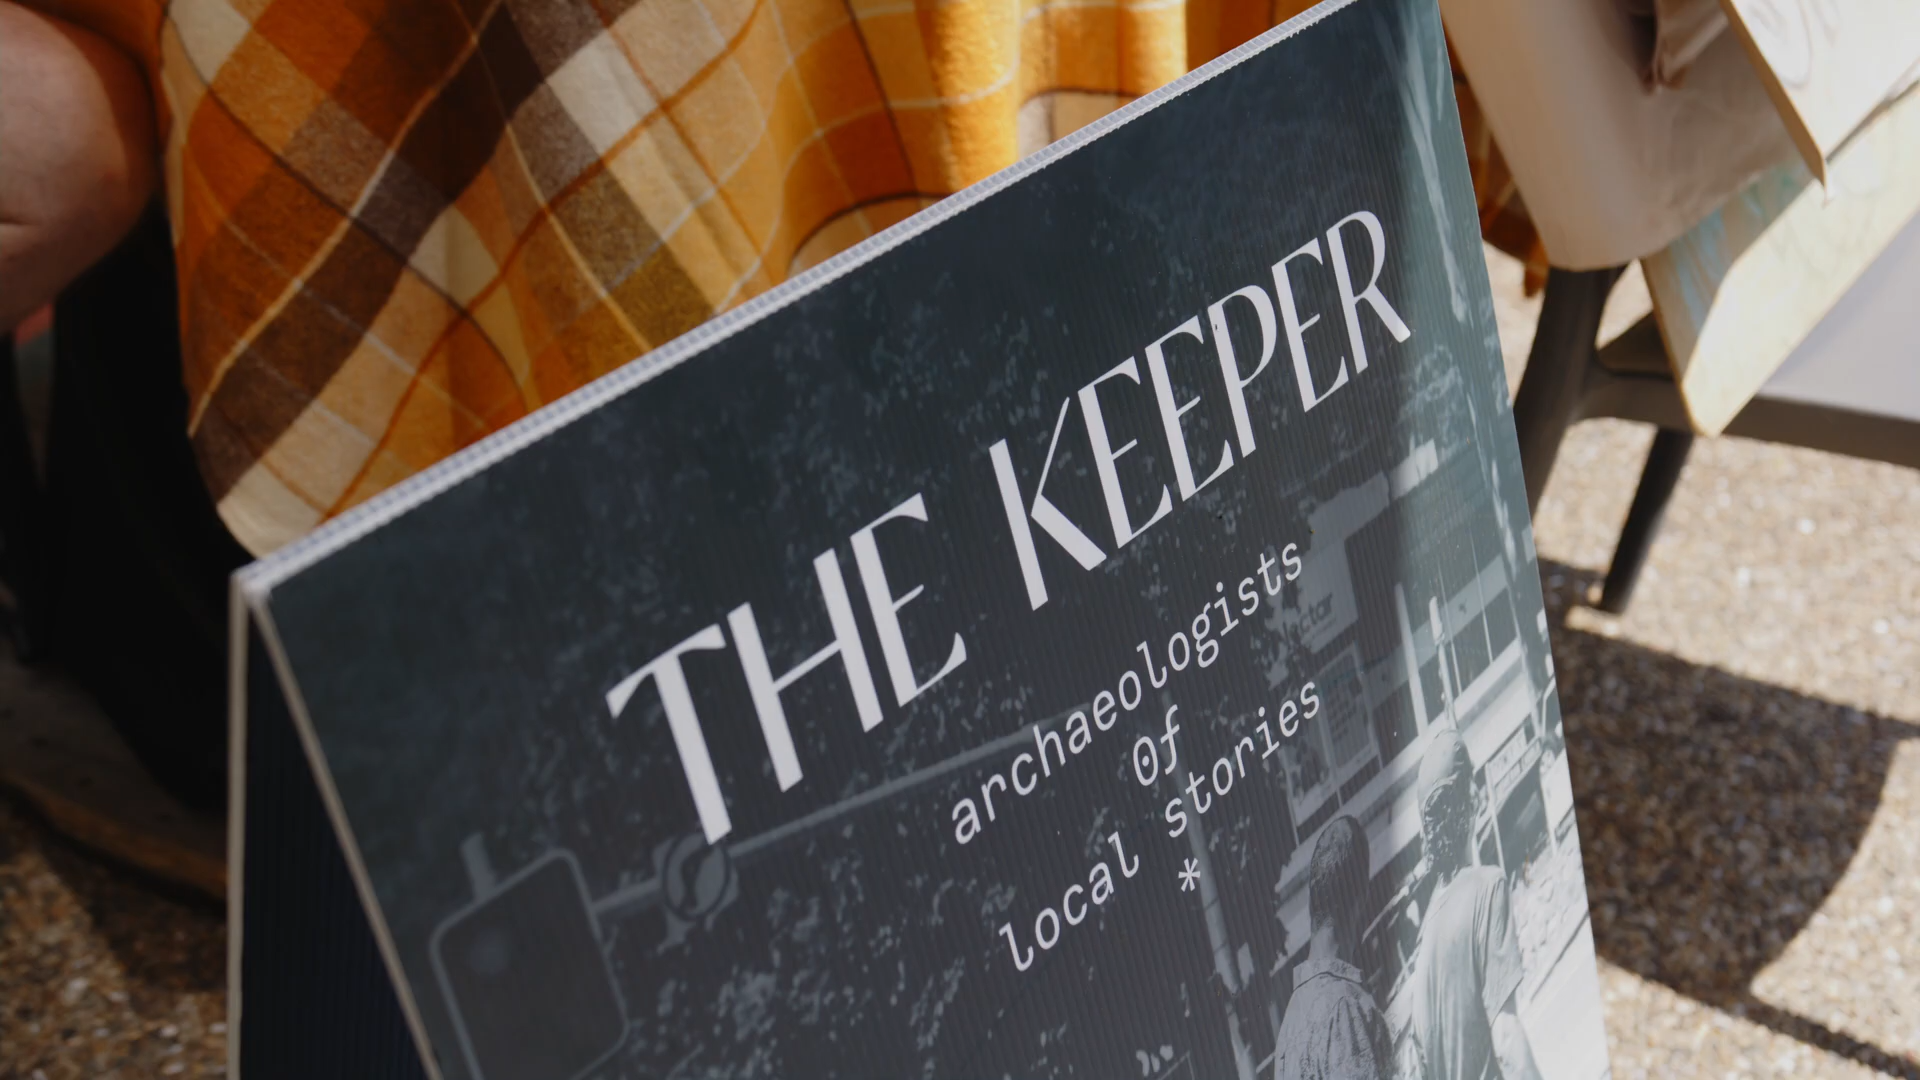 THE KEEPER
archaeologists
Of
local stories
*